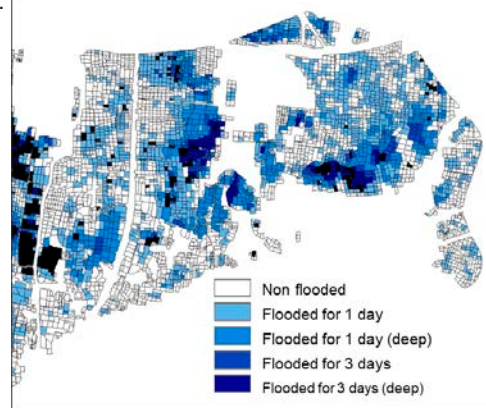 Non flooded
Flooded for 1 day
Flooded for 1 day (deep)
Flooded for 3 days
Flooded for 3 days (deep)